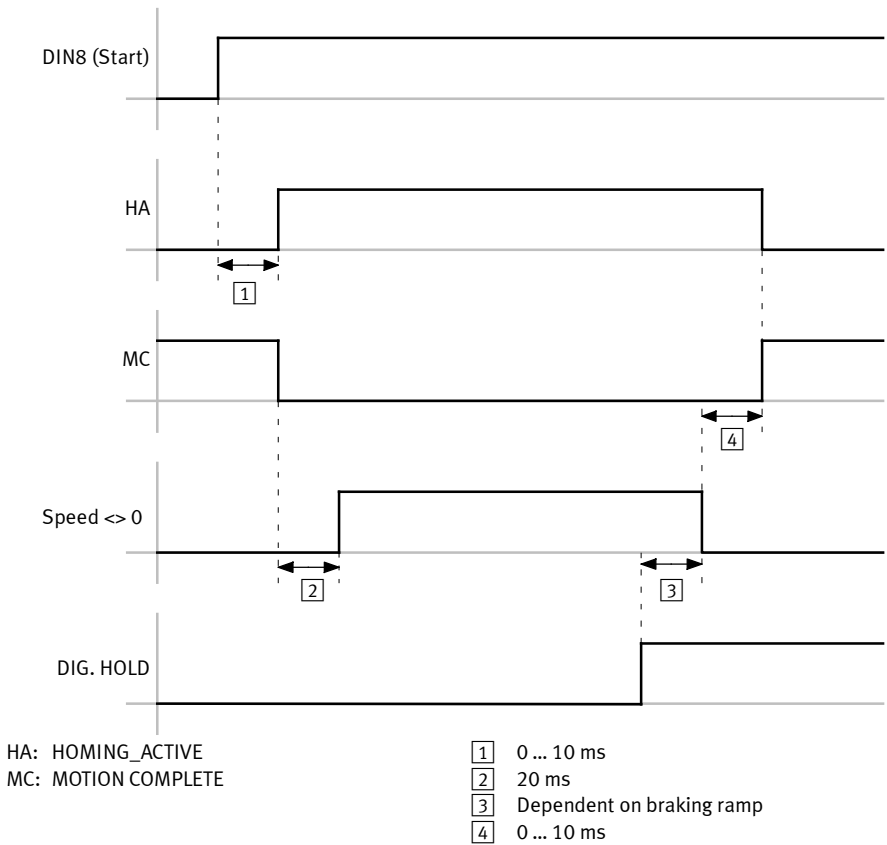 DIN8 (Start)
HA
1
MC
4
Speed <> 0
2
3
DIG. HOLD
HA: HOMING_ACTIVE
MC: MOTION COMPLETE
1 0 ... 10 ms
2 20 ms
3 Dependent on braking ramp
4 0 ... 10 ms